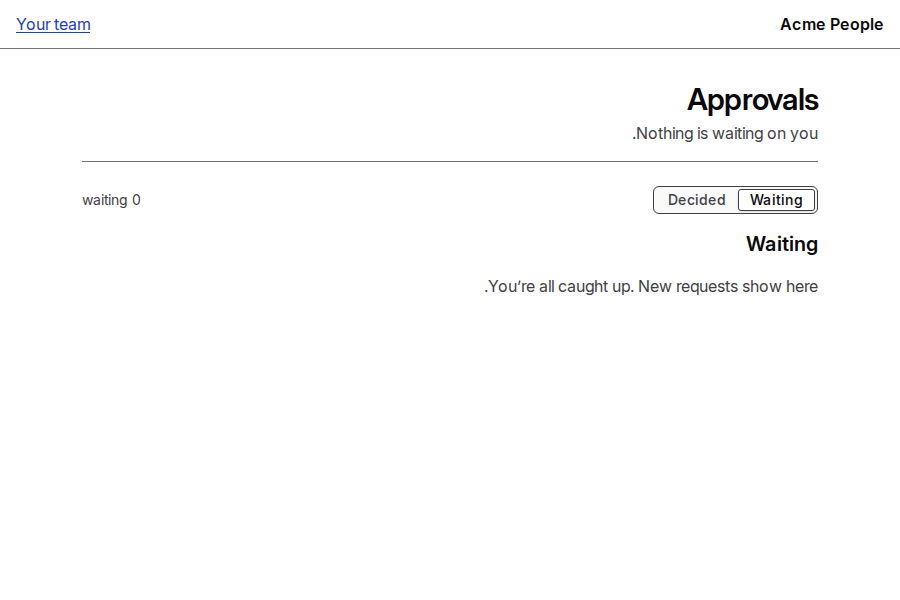 Acme People
Your team
Approvals
Nothing is waiting on you.
Waiting
Decided
0 waiting
Waiting
You’re all caught up. New requests show here.